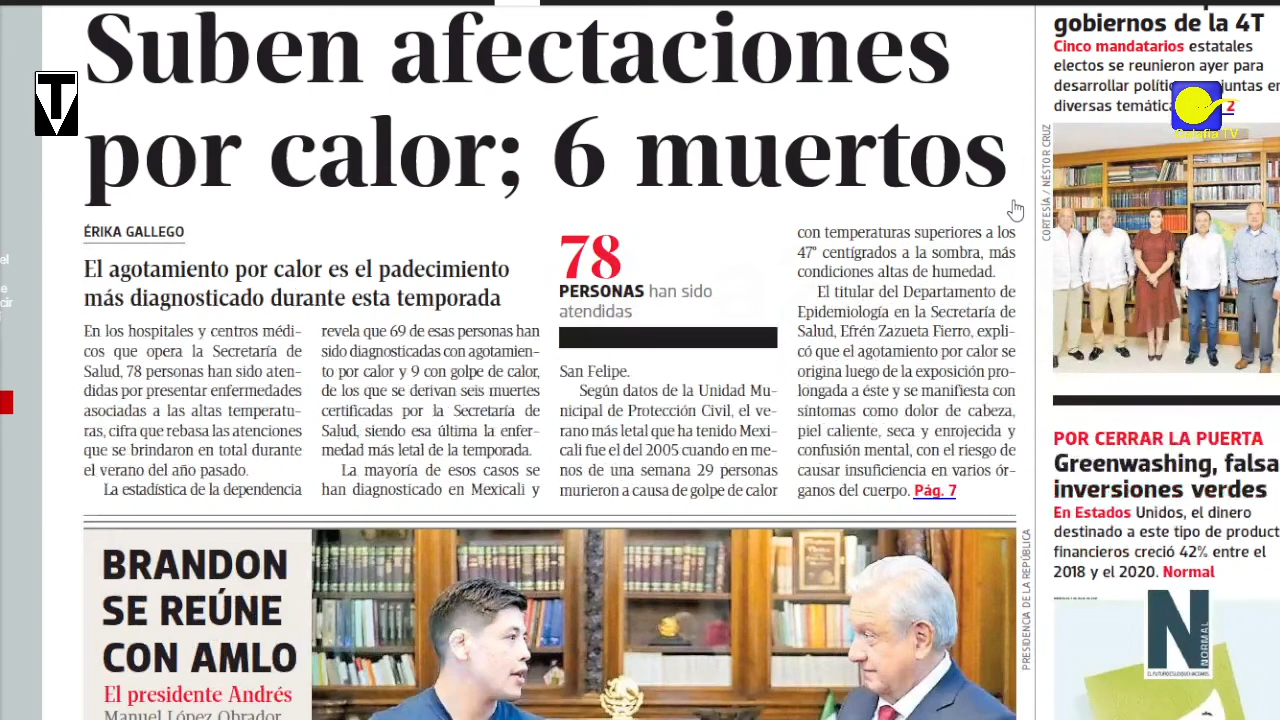 Suben afectaciones
por calor; 6 muertos
ÉRIKA GALLEGO
El agotamiento por calor es el padecimiento
más diagnosticado durante esta temporada
En los hospitales y centros médi-
cos que opera la Secretaría de
Salud, 78 personas han sido aten-
didas por presentar enfermedades
asociadas a las altas temperatu-
ras, cifra que rebasa las atenciones
que se brindaron en total durante
el verano del año pasado.
La estadística de la dependencia
revela que 69 de esas personas han
sido diagnosticadas con agotamien-
to por calor y 9 con golpe de calor,
de los que se derivan seis muertes
certificadas por la Secretaría de
Salud, siendo esa última la enfer-
medad más letal de la temporada.
La mayoría de esos casos se
han diagnosticado en Mexicali y
78
PERSONAS han sido
atendidas
San Felipe.
Según datos de la Unidad Mu-
nicipal de Protección Civil, el ve-
rano más letal que ha tenido Mexi-
cali fue el del 2005 cuando en me-
nos de una semana 29 personas
murieron a causa de golpe de calor
con temperaturas superiores a los
47º centígrados a la sombra, más
condiciones altas de humedad.
El titular del Departamento de
Epidemiología en la Secretaría de
Salud, Efrén Zazueta Fierro, expli-
có que el agotamiento por calor se
origina luego de la exposición pro-
longada a éste y se manifiesta con
síntomas como dolor de cabeza,
piel caliente, seca y enrojecida y
confusión mental, con el riesgo de
causar insuficiencia en varios ór-
ganos del cuerpo. Pág. 7
BRANDON
SE REÚNE
CON AMLO
El presidente Andrés
Manuel López Obrador
PRESIDENCIA DE LA REPÚBLICA
gobiernos de la 4T
Cinco mandatarios estatales
electos se reunieron ayer para
desarrollar
diversas 2
TV
CORTESÍA / NÉSTOR CRUZ
POR CERRAR LA PUERTA
Greenwashing, falsa
inversiones verdes
En Estados Unidos, el dinero
destinado a este tipo de product
financieros creció 42% entre el
2018 y el 2020. Normal
N
NORMAL
T
el
e
cir